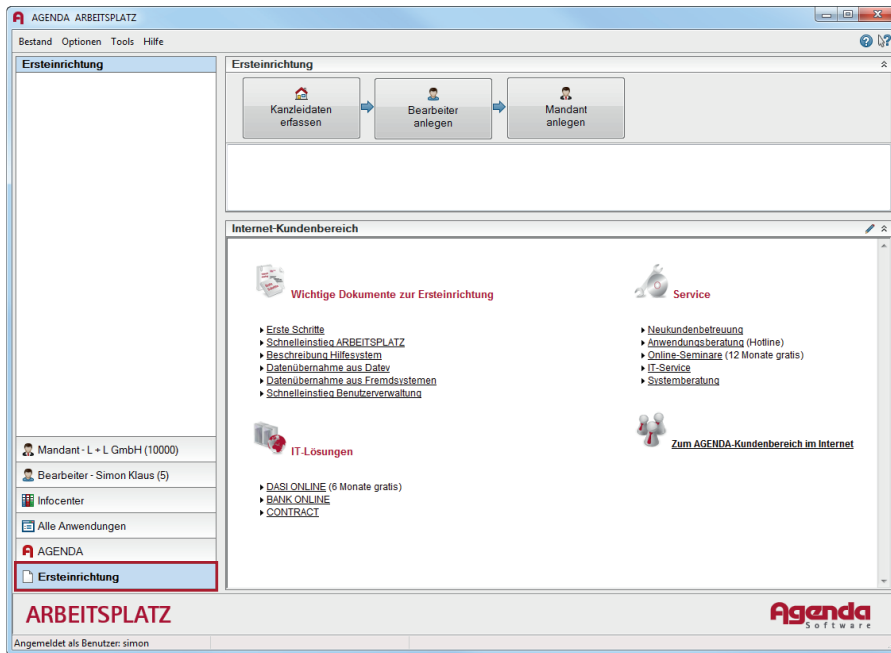 AGENDA ARBEITSPLATZ
Bestand Optionen Tools Hilfe
Ersteinrichtung
Mandant - L + L GmbH (10000)
Bearbeiter - Simon Klaus (5)
Infocenter
Alle Anwendungen
AGENDA
Ersteinrichtung
Ersteinrichtung
Kanzleidaten
erfassen
Bearbeiter
anlegen
Mandant
anlegen
Internet-Kundenbereich
Wichtige Dokumente zur Ersteinrichtung
Erste Schritte
Schnelleinstieg ARBEITSPLATZ
Beschreibung Hilfesystem
Datenübernahme aus Datev
Datenübernahme aus Fremdsystemen
Schnelleinstieg Benutzerverwaltung
Service
Neukundenbetreuung
Anwendungsberatung (Hotline)
Online-Seminare (12 Monate gratis)
IT-Service
Systemberatung
IT-Lösungen
DASI ONLINE (6 Monate gratis)
BANK ONLINE
CONTRACT
Zum AGENDA-Kundenbereich im Internet
ARBEITSPLATZ
Agenda
Software
Angemeldet als Benutzer: simon